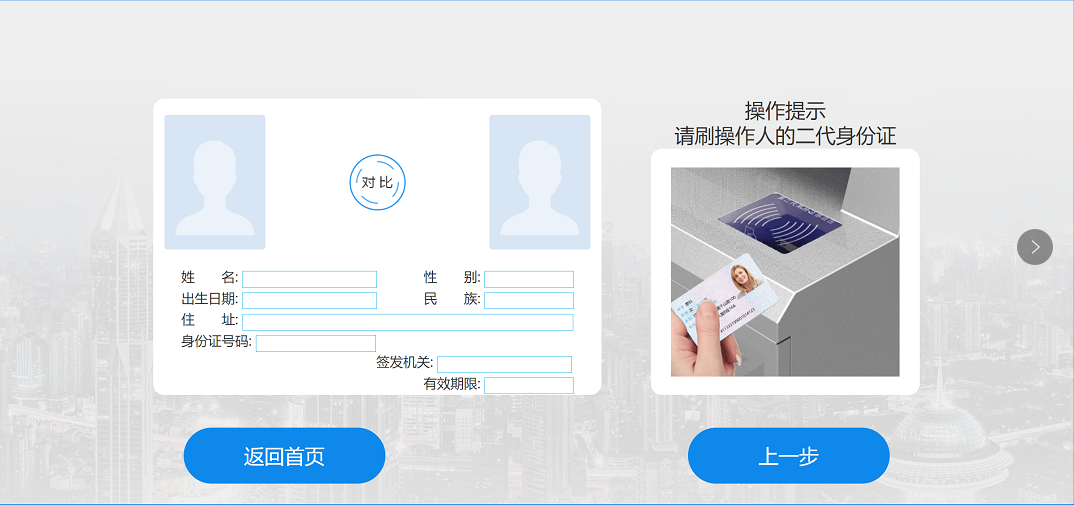 操作提示
请刷操作人的二代身份证
对比
姓 名:
性 别:
出生日期:
民 族:
住 址:
身份证号码:
签发机关:
有效期限:
返回首页
上一步